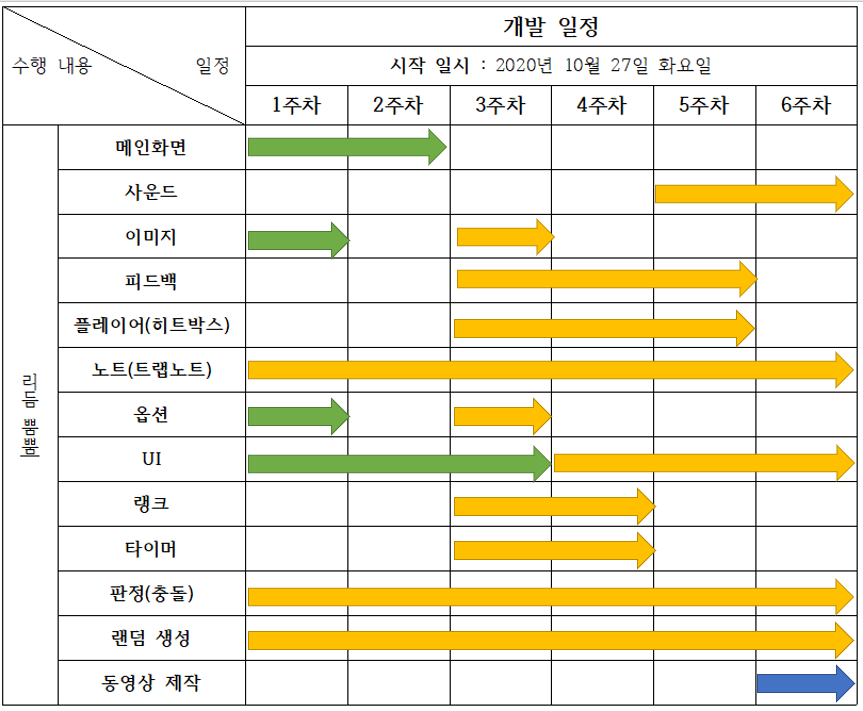 개발 일정
수행 내용 일정
시작 일시 : 2020년 10월 27일 화요일
1주차 2주차 3주차 4주차 5주차 6주차
리듬 뿜뿜
메인화면
사운드
이미지
피드백
플레이어(히트박스)
노트(트랩노트)
옵션
UI
랭크
타이머
판정(충돌)
랜덤 생성
동영상 제작